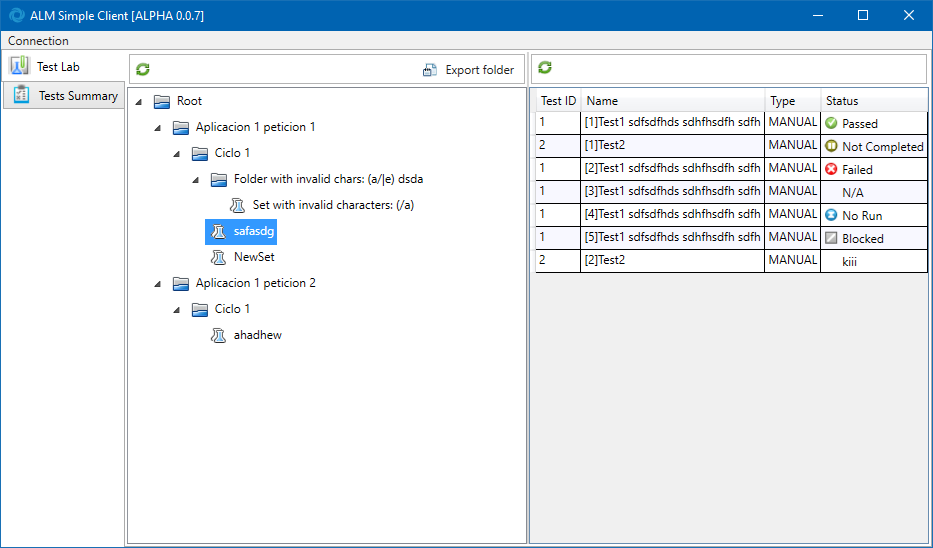 ALM Simple Client [ALPHA 0.0.7]
Connection
Test Lab
Tests Summary
Export folder
Root
Aplicacion 1 peticion 1
Ciclo 1
Folder with invalid chars: (a/|e) dsda
Set with invalid characters: (/a)
safasdg
NewSet
Aplicacion 1 peticion 2
Ciclo 1
ahadhew
Test ID Name Type Status
1 [1]Test1 sdfsdfhds sdhfhsdfh sdfh MANUAL Passed
2 [1]Test2 MANUAL Not Completed
1 [2]Test1 sdfsdfhds sdhfhsdfh sdfh MANUAL Failed
1 [3]Test1 sdfsdfhds sdhfhsdfh sdfh MANUAL N/A
1 [4]Test1 sdfsdfhds sdhfhsdfh sdfh MANUAL No Run
1 [5]Test1 sdfsdfhds sdhfhsdfh sdfh MANUAL Blocked
2 [2]Test2 MANUAL kiii